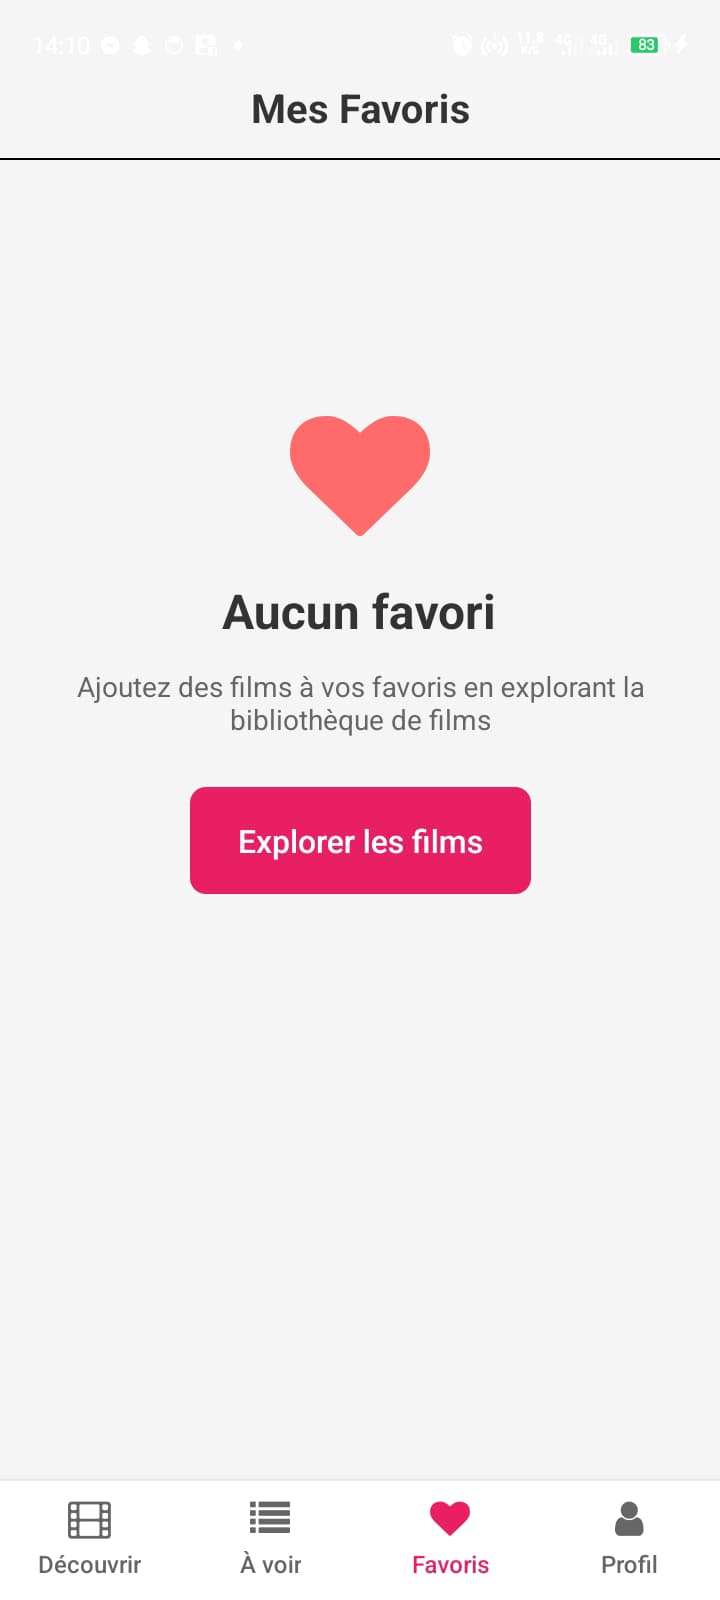 14:10
83
Mes Favoris
Aucun favori
Ajoutez des films à vos favoris en explorant la
bibliothèque de films
Explorer les films
Découvrir
À voir
Favoris
Profil